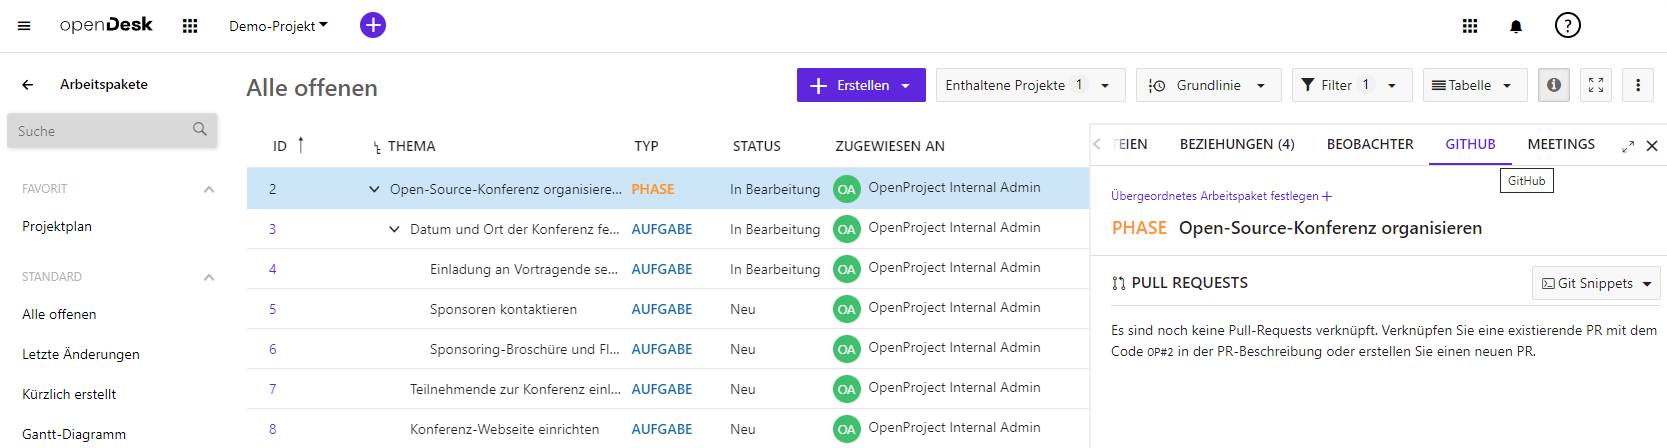 openDesk
Demo-Projekt
Arbeitspakete
Suche
FAVORIT
Projektplan
STANDARD
Alle offenen
Letzte Änderungen
Kürzlich erstellt
Gantt-Diagramm
Alle offenen
Erstellen
Enthaltene Projekte 1
Grundlinie
Filter 1
Tabelle
ID THEMA TYP STATUS ZUGEWIESEN AN
2 Open-Source-Konferenz organisiere... PHASE In Bearbeitung OA OpenProject Internal Admin
3 Datum und Ort der Konferenz fe... AUFGABE In Bearbeitung OA OpenProject Internal Admin
4 Einladung an Vortragende se... AUFGABE In Bearbeitung OA OpenProject Internal Admin
5 Sponsoren kontaktieren AUFGABE Neu OA OpenProject Internal Admin
6 Sponsoring-Broschüre und Fl... AUFGABE Neu OA OpenProject Internal Admin
7 Teilnehmende zur Konferenz einl... AUFGABE Neu OA OpenProject Internal Admin
8 Konferenz-Webseite einrichten AUFGABE Neu OA OpenProject Internal Admin
TEIEN BEZIEHUNGEN (4) BEOBACHTER GITHUB MEETINGS
GitHub
Übergeordnetes Arbeitspaket festlegen +
PHASE Open-Source-Konferenz organisieren
PULL REQUESTS
Git Snippets
Es sind noch keine Pull-Requests verknüpft. Verknüpfen Sie eine existierende PR mit dem
Code OP#2 in der PR-Beschreibung oder erstellen Sie einen neuen PR.